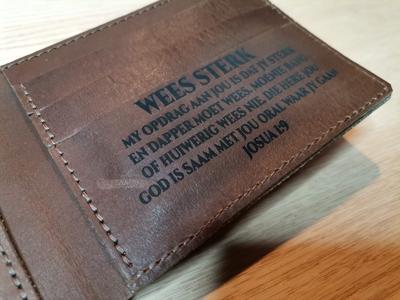 WEES STERK
MY OPDRAG AAN JOU IS DAT JY STERK
EN DAPPER MOET WEES. MOENIE BANG
OF HUIWERIG WEES NIE. DIE HERE JOU
GOD IS SAAM MET JOU ORAL WAAR JY GAAN
JOSUA 1:9